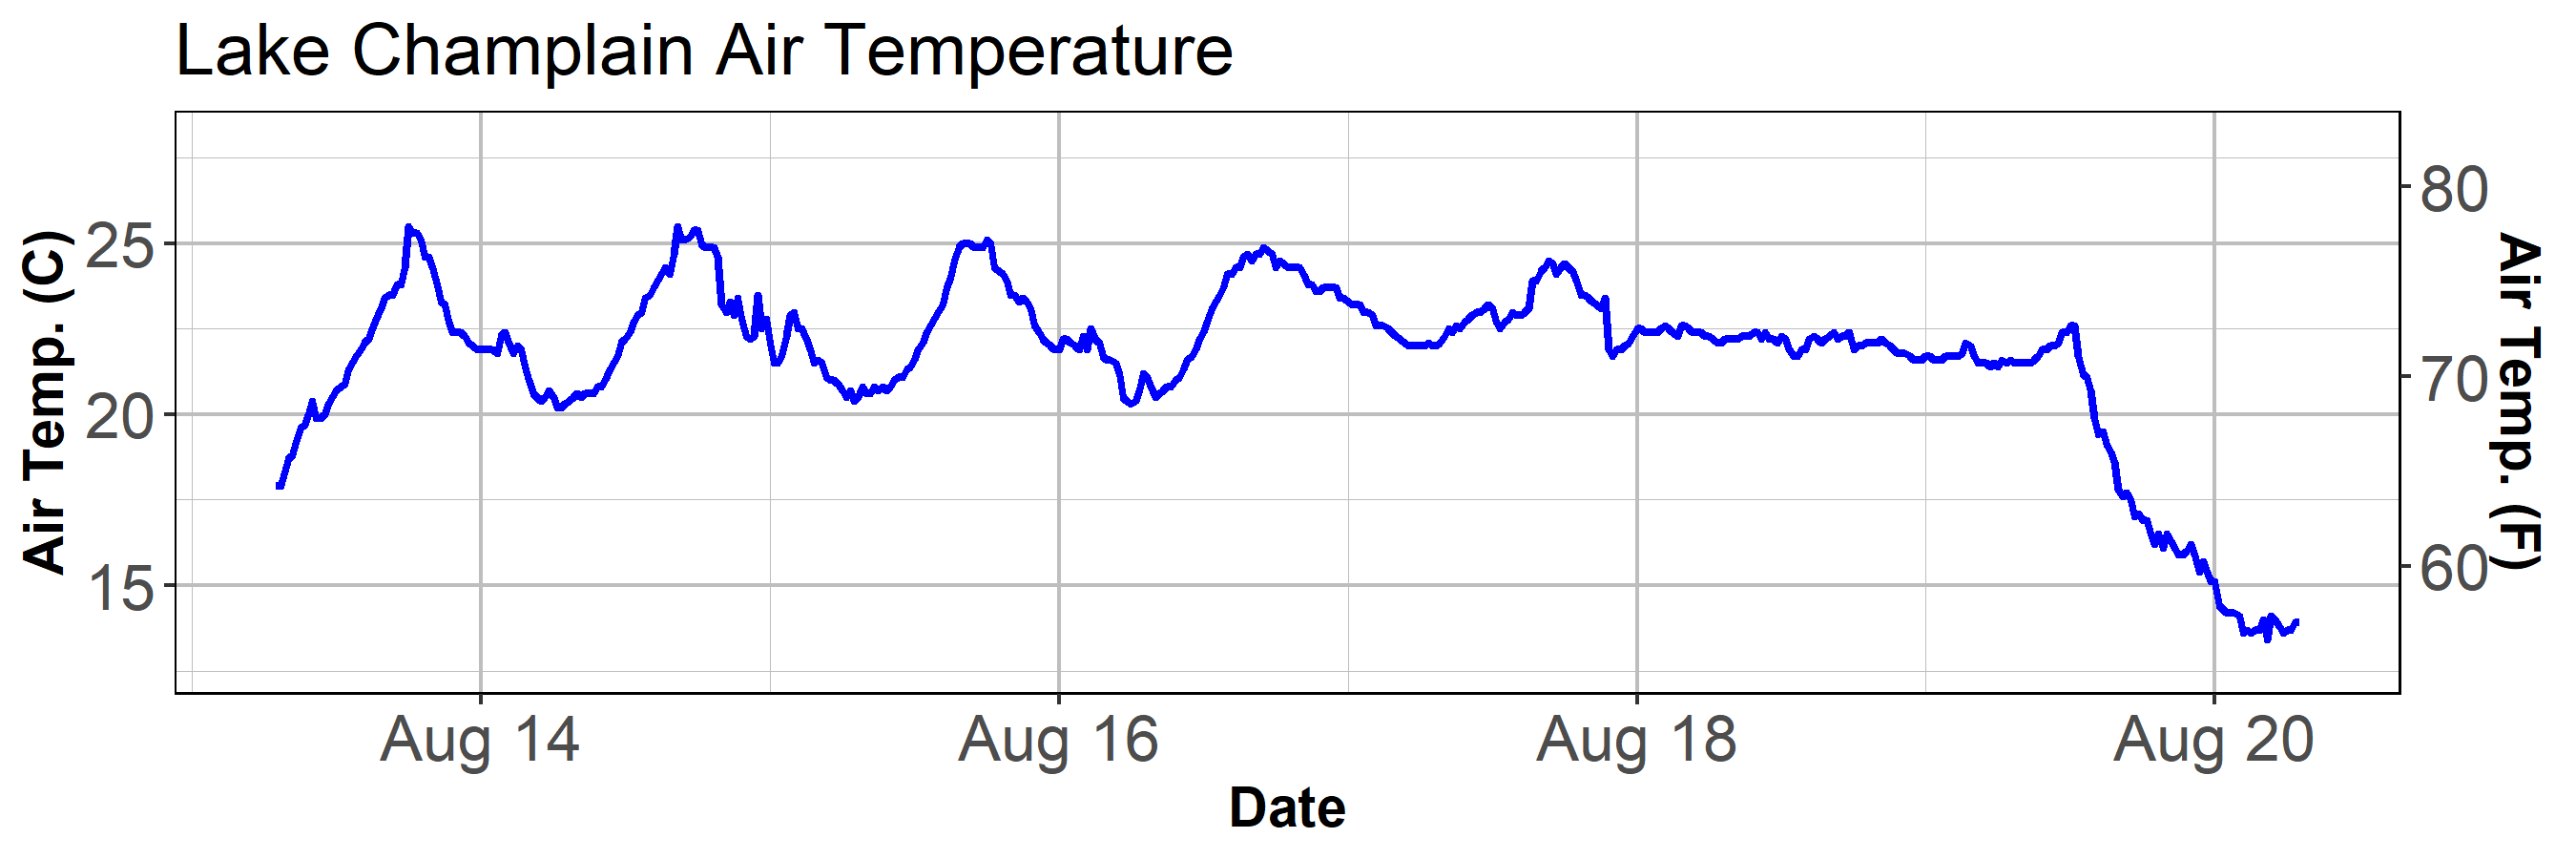 Lake Champlain Air Temperature
Air Temp. (C)
25
20
15
80
70
60
Air Temp. (F)
Aug 14
Aug 16
Aug 18
Aug 20
Date